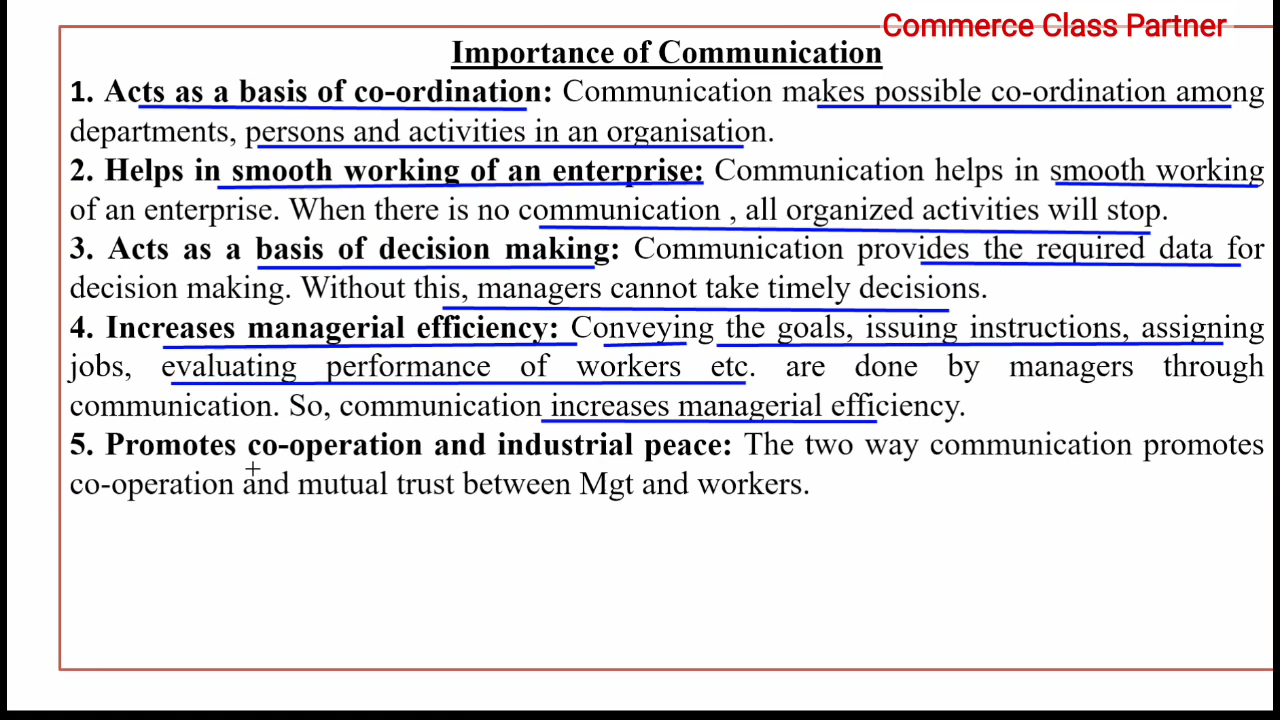 Commerce Class Partner
Importance of Communication
1. Acts as a basis of co-ordination: Communication makes possible co-ordination among
departments, persons and activities in an organisation.
2. Helps in smooth working of an enterprise: Communication helps in smooth working
of an enterprise. When there is no communication , all organized activities will stop.
3. Acts as a basis of decision making: Communication provides the required data for
decision making. Without this, managers cannot take timely decisions.
4. Increases managerial efficiency: Conveying the goals, issuing instructions, assigning
jobs, evaluating performance of workers etc. are done by managers through
communication. So, communication increases managerial efficiency.
5. Promotes co-operation and industrial peace: The two way communication promotes
co-operation and mutual trust between Mgt and workers.